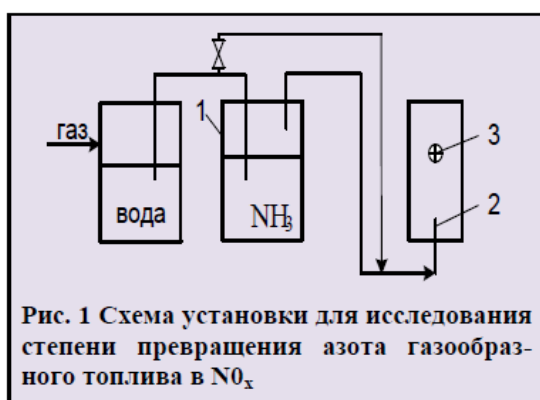 газ
1
3
2
вода
NH3
Рис. 1 Схема установки для исследования
степени превращения азота газообраз-
ного топлива в N0x